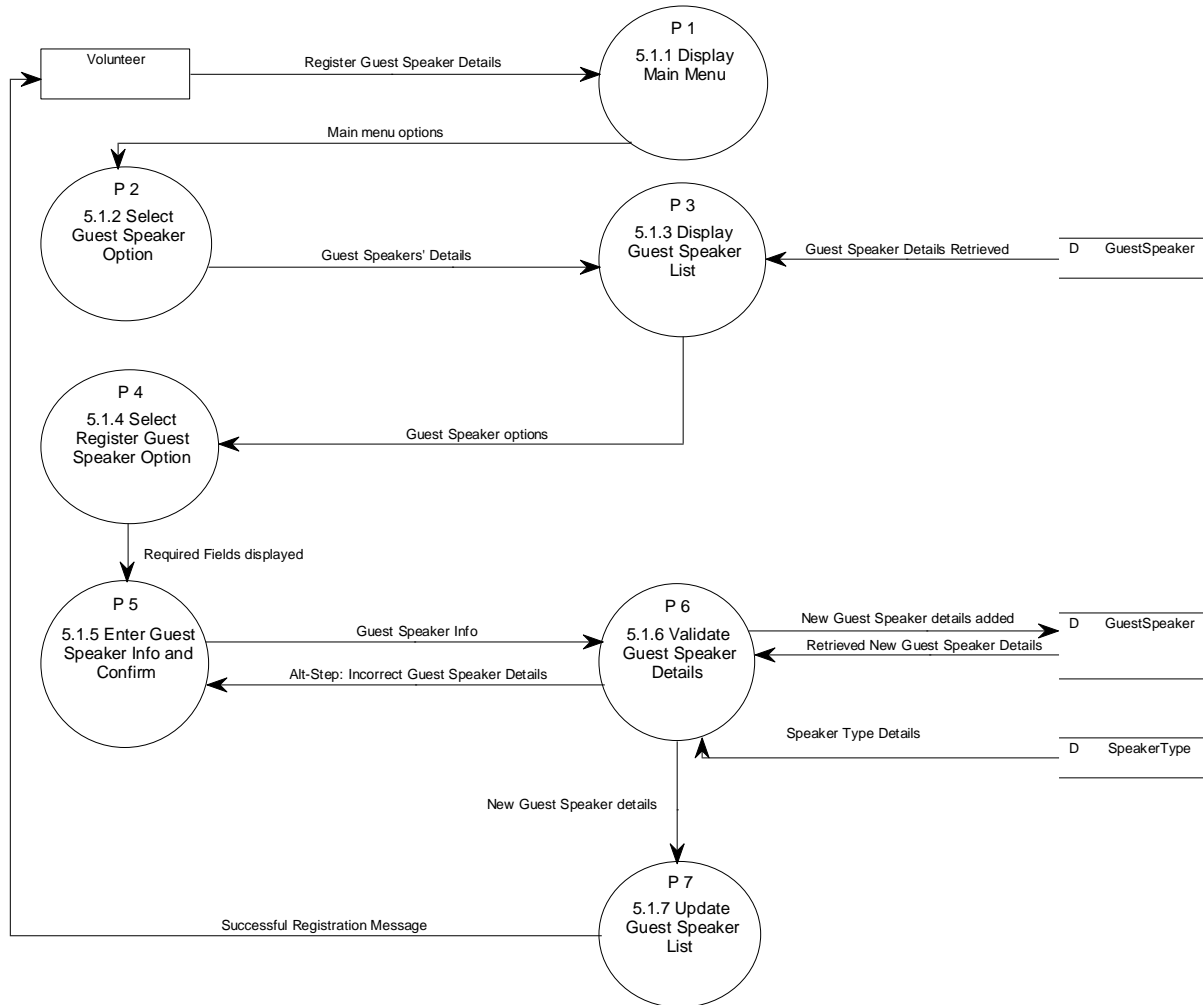 P 1
5.1.1 Display
Main Menu
Volunteer
Register Guest Speaker Details
Main menu options
P 2
5.1.2 Select
Guest Speaker
Option
Guest Speakers' Details
P 3
5.1.3 Display
Guest Speaker
List
Guest Speaker Details Retrieved
D GuestSpeaker
P 4
5.1.4 Select
Register Guest
Speaker Option
Guest Speaker options
Required Fields displayed
P 5
5.1.5 Enter Guest
Speaker Info and
Confirm
Guest Speaker Info
Alt-Step: Incorrect Guest Speaker Details
P 6
5.1.6 Validate
Guest Speaker
Details
New Guest Speaker details added
Retrieved New Guest Speaker Details
D GuestSpeaker
Speaker Type Details
D SpeakerType
New Guest Speaker details
P 7
5.1.7 Update
Guest Speaker
List
Successful Registration Message